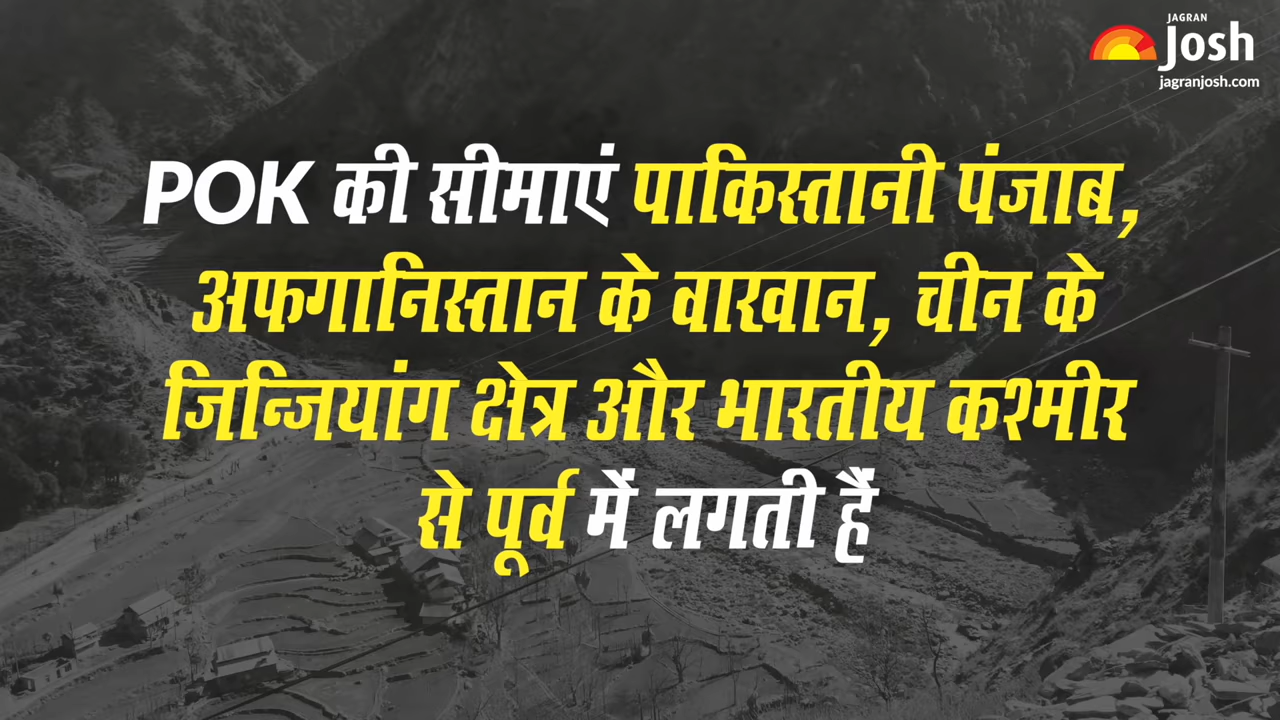 JAGRAN
Josh
jagranjosh.com
POK की सीमाएं पाकिस्तानी पंजाब,
अफगानिस्तान के वाखान, चीन के
जिन्जियांग क्षेत्र और भारतीय कश्मीर
से पूर्व में लगती हैं